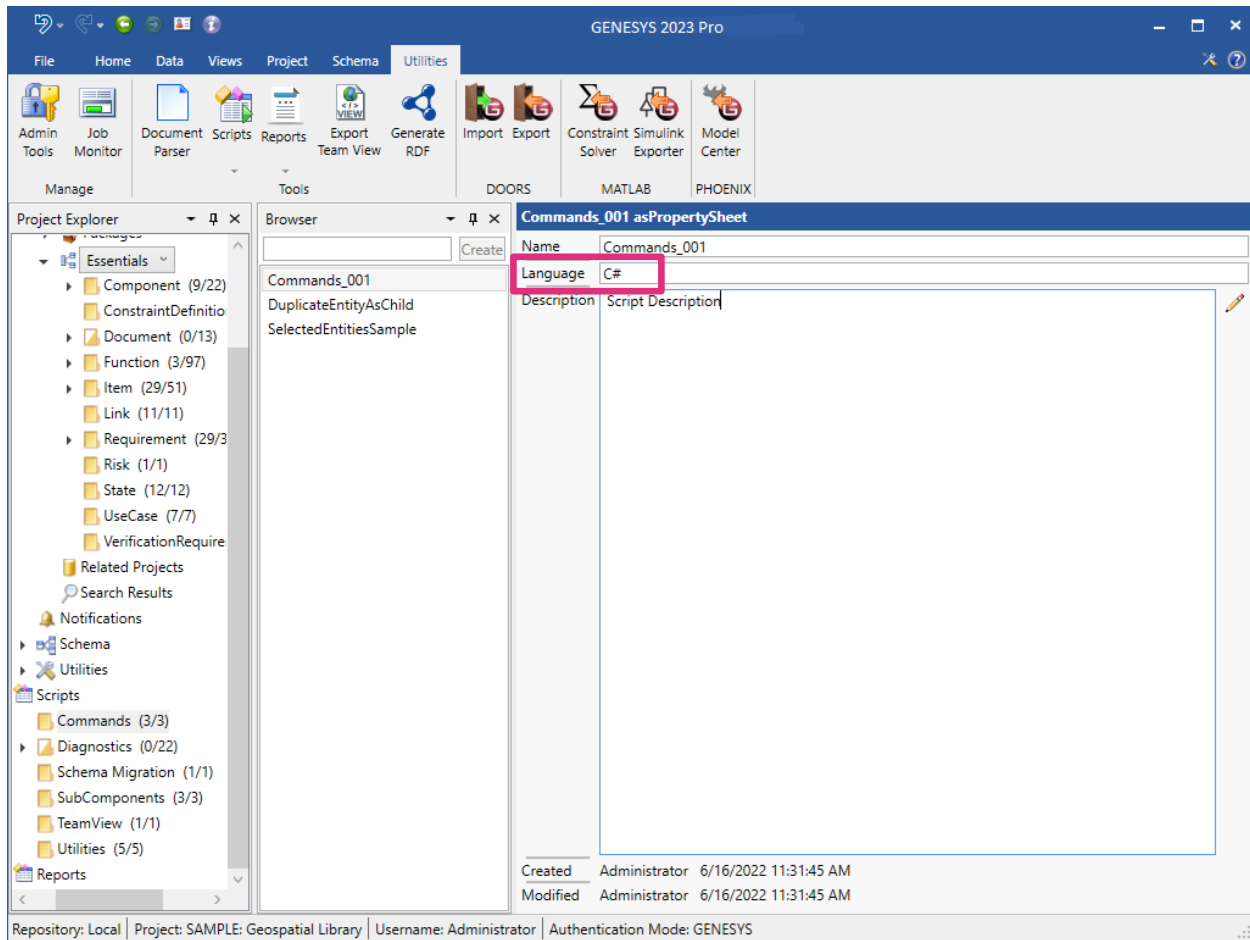 GENESYS 2023 Pro
File Home Data Views Project Schema Utilities
Admin Tools
Job Monitor
Document Parser
Scripts
Reports
Export Team View
VIEW
Generate RDF
Import
Export
Constraint Solver
Simulink Exporter
Model Center
Manage Tools DOORS MATLAB PHOENIX
Project Explorer
Essentials
Component (9/22)
ConstraintDefinitio
Document (0/13)
Function (3/97)
Item (29/51)
Link (11/11)
Requirement (29/3
Risk (1/1)
State (12/12)
UseCase (7/7)
VerificationRequire
Related Projects
Search Results
Notifications
Schema
Utilities
Scripts
Commands (3/3)
Diagnostics (0/22)
Schema Migration (1/1)
SubComponents (3/3)
TeamView (1/1)
Utilities (5/5)
Reports
Browser
Create
Commands_001
DuplicateEntityAsChild
SelectedEntitiesSample
Commands_001 asPropertySheet
Name Commands_001
Language C#
Description Script Description
Created Administrator 6/16/2022 11:31:45 AM
Modified Administrator 6/16/2022 11:31:45 AM
Repository: Local Project: SAMPLE: Geospatial Library Username: Administrator Authentication Mode: GENESYS